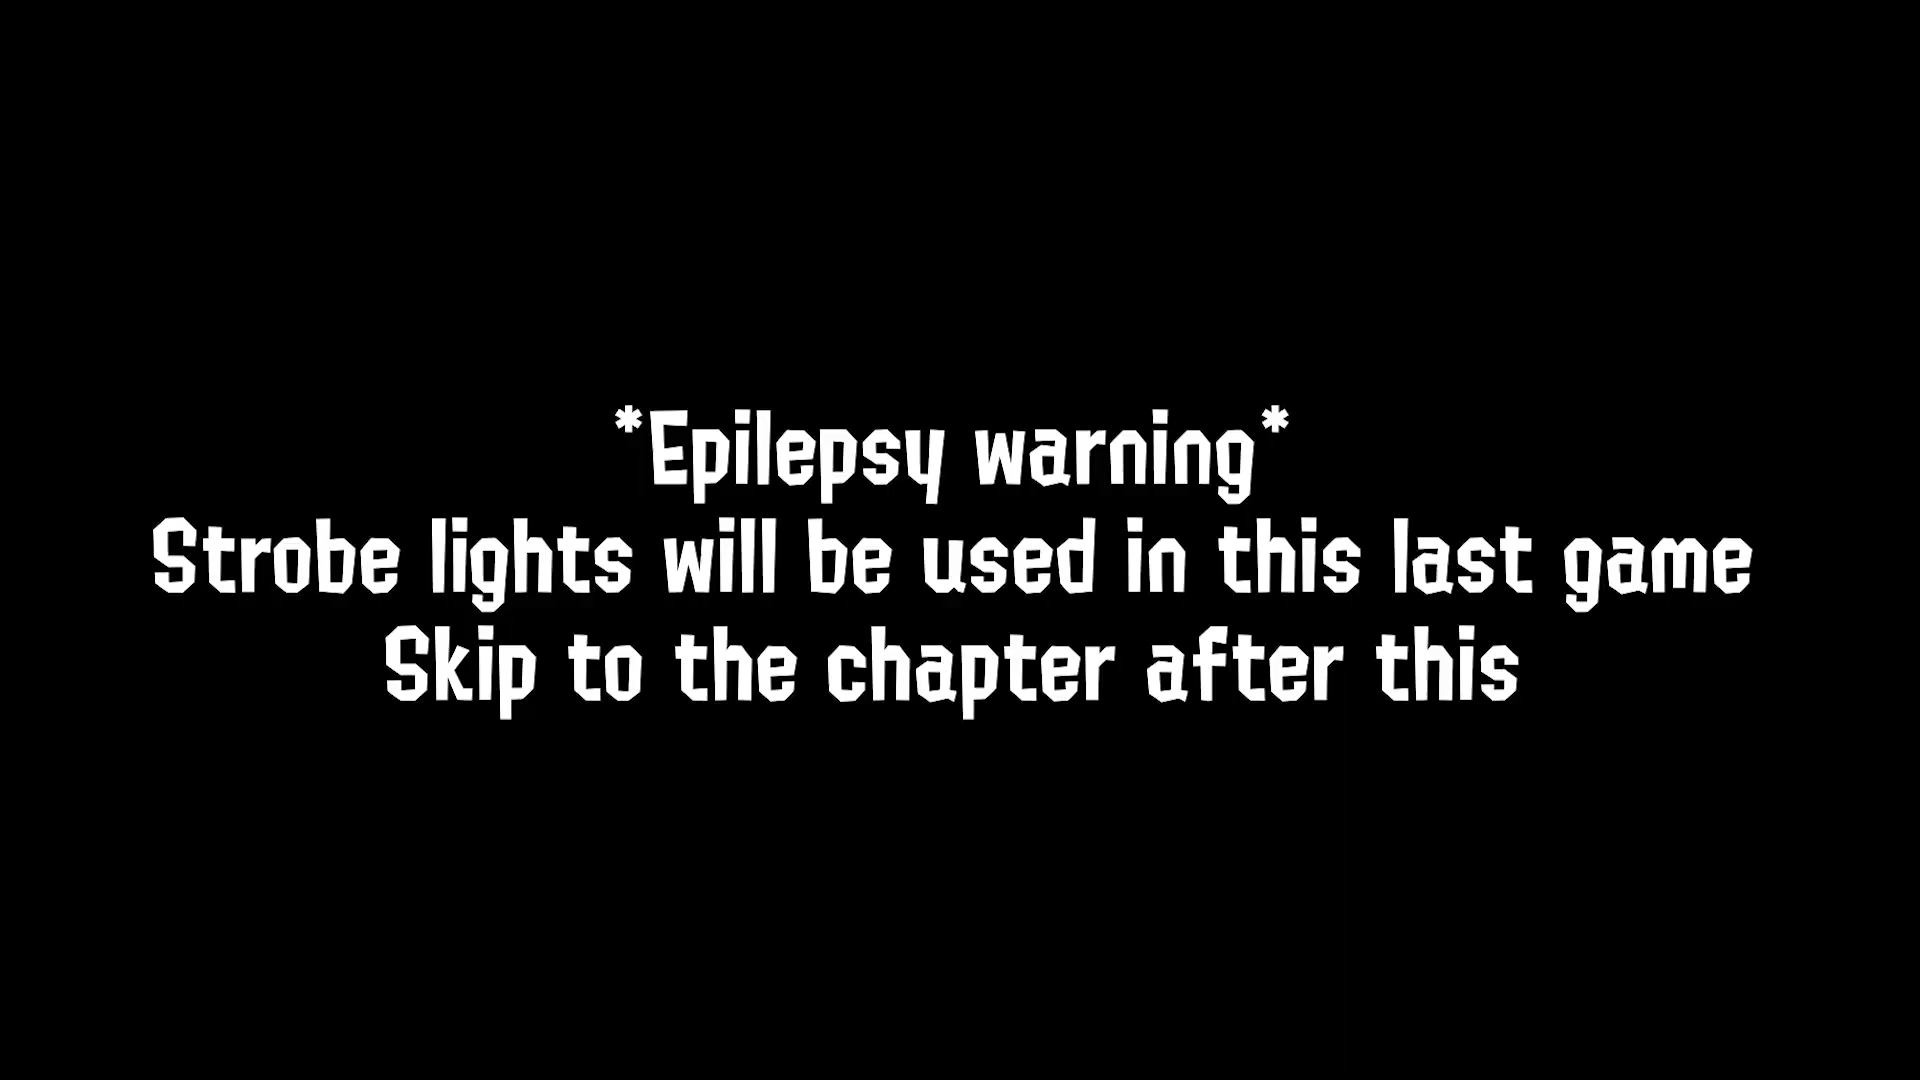 *Epilepsy warning*
Strobe lights will be used in this last game
Skip to the chapter after this